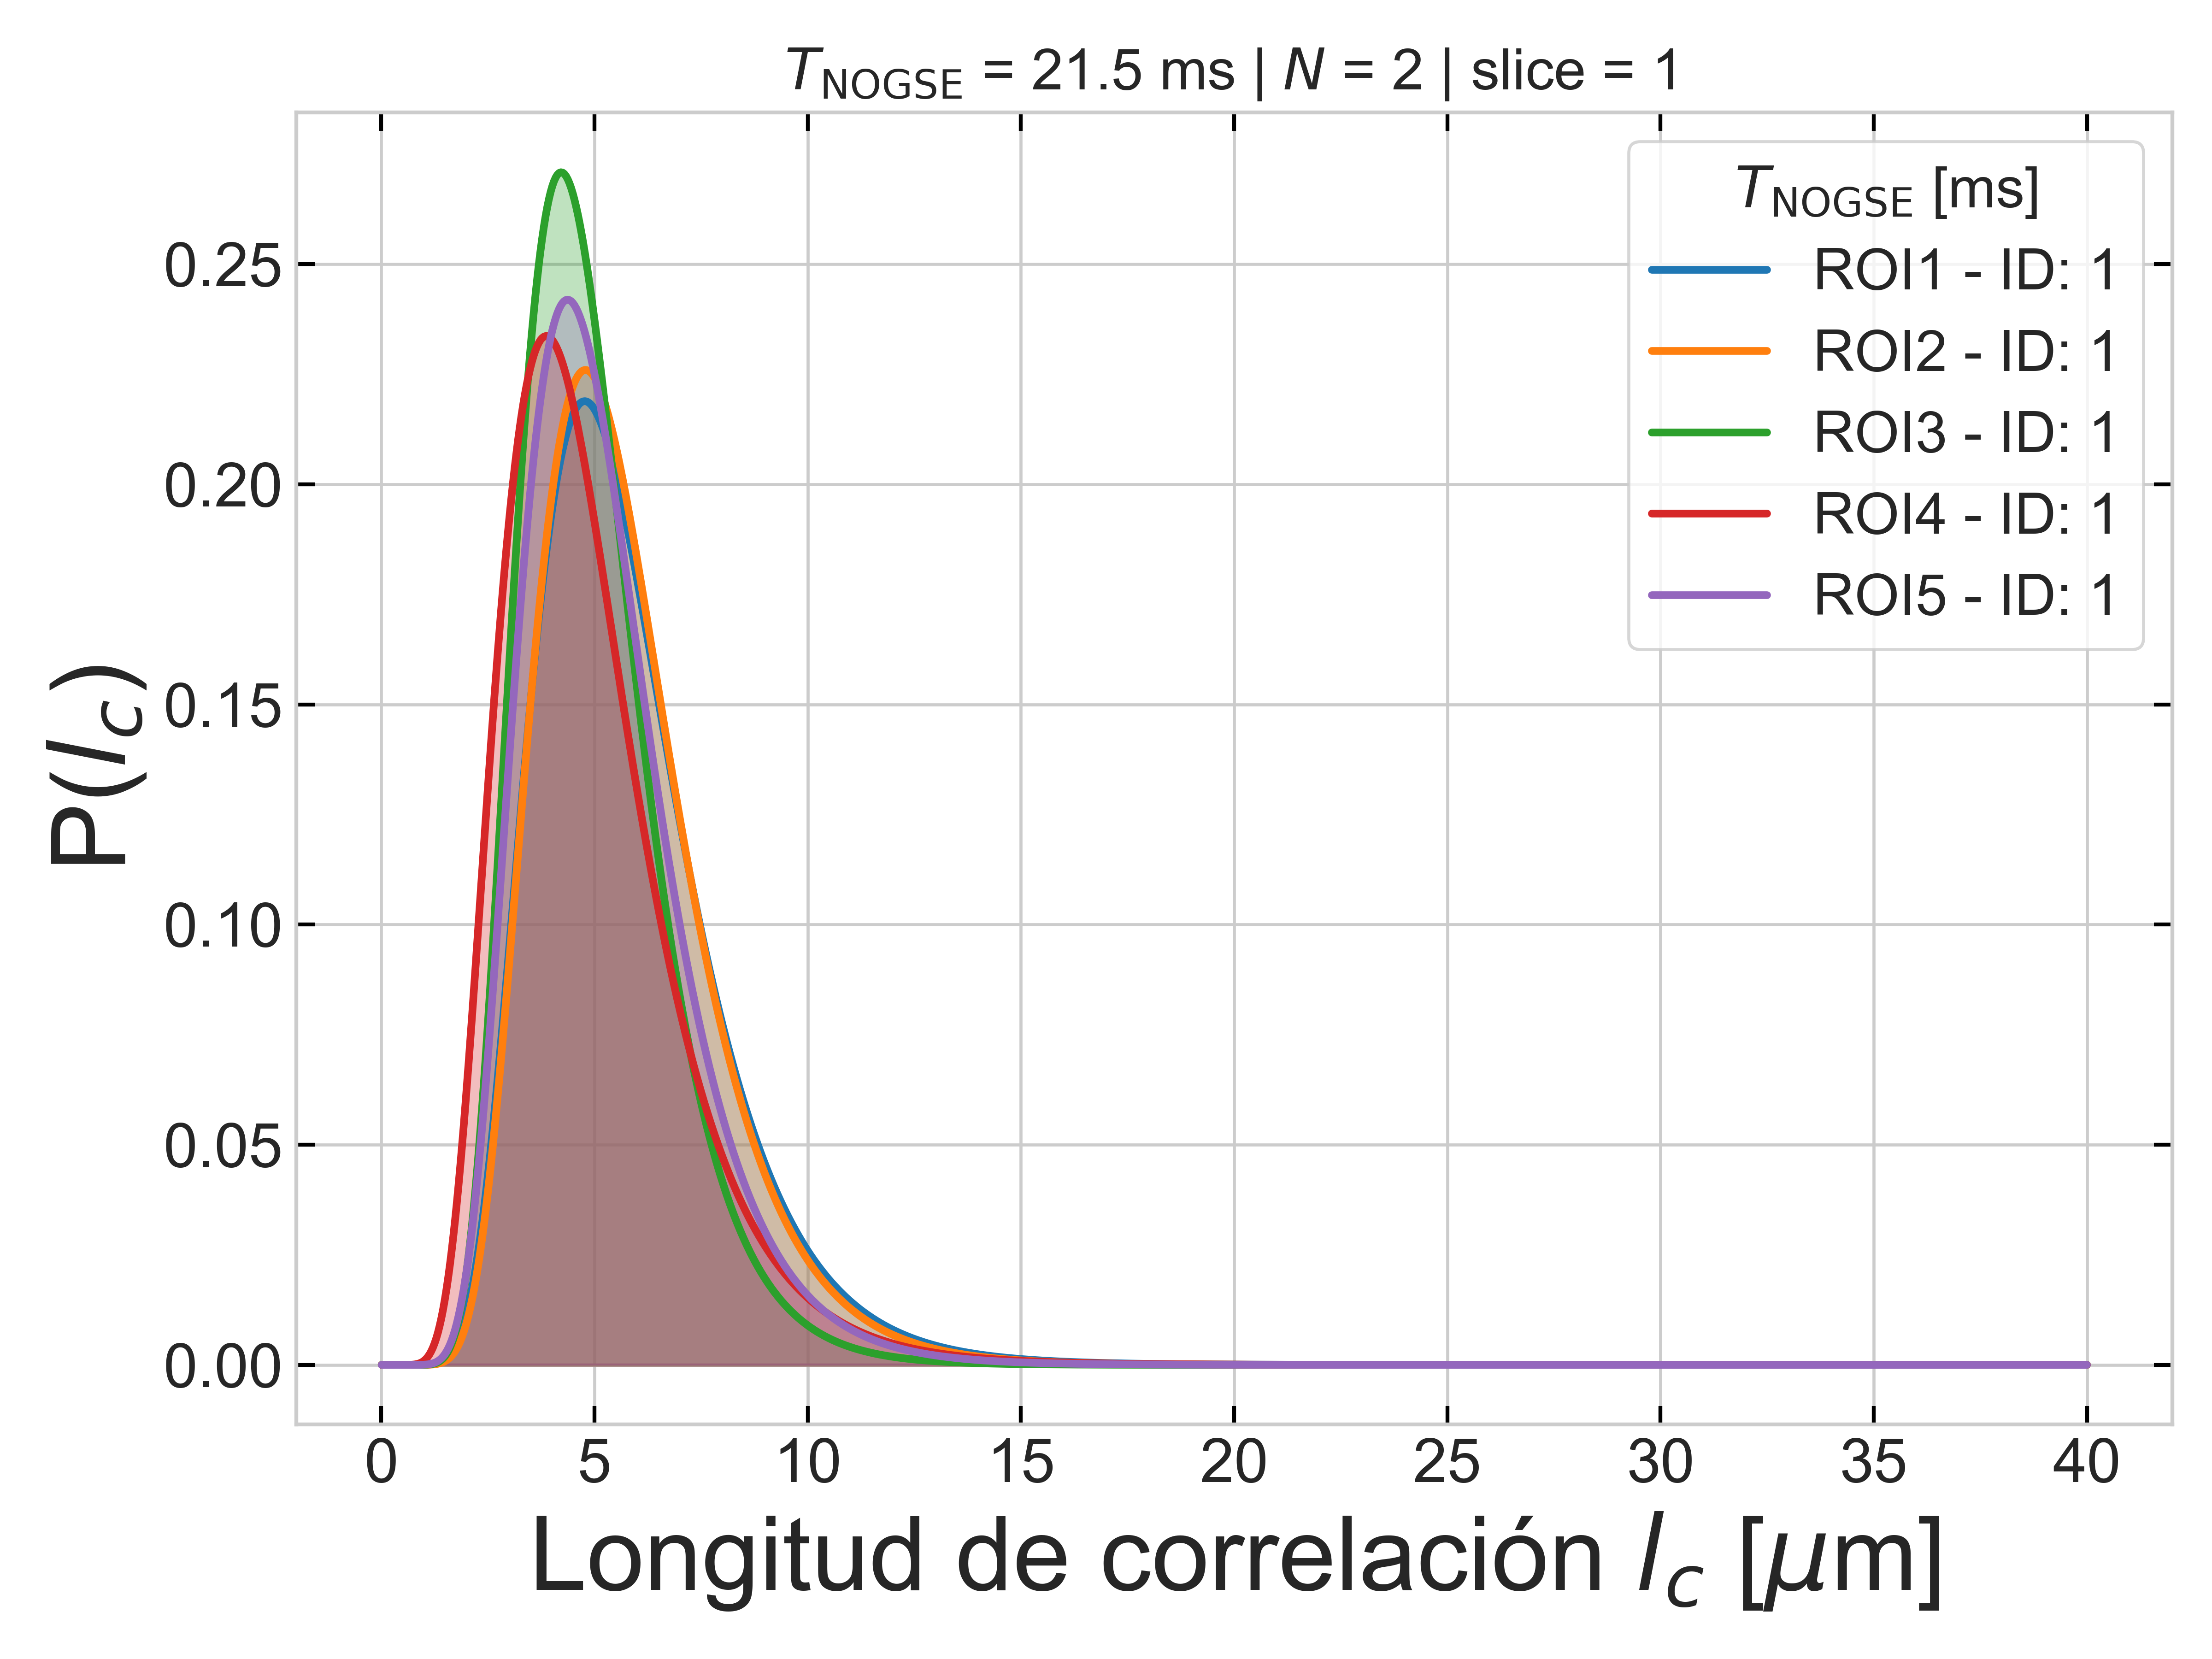 T_NOGSE = 21.5 ms | N = 2 | slice = 1
T_NOGSE [ms]
ROI1 - ID: 1
ROI2 - ID: 1
ROI3 - ID: 1
ROI4 - ID: 1
ROI5 - ID: 1
P(l_c)
0.25
0.20
0.15
0.10
0.05
0.00
0 5 10 15 20 25 30 35 40
Longitud de correlación l_c [μm]